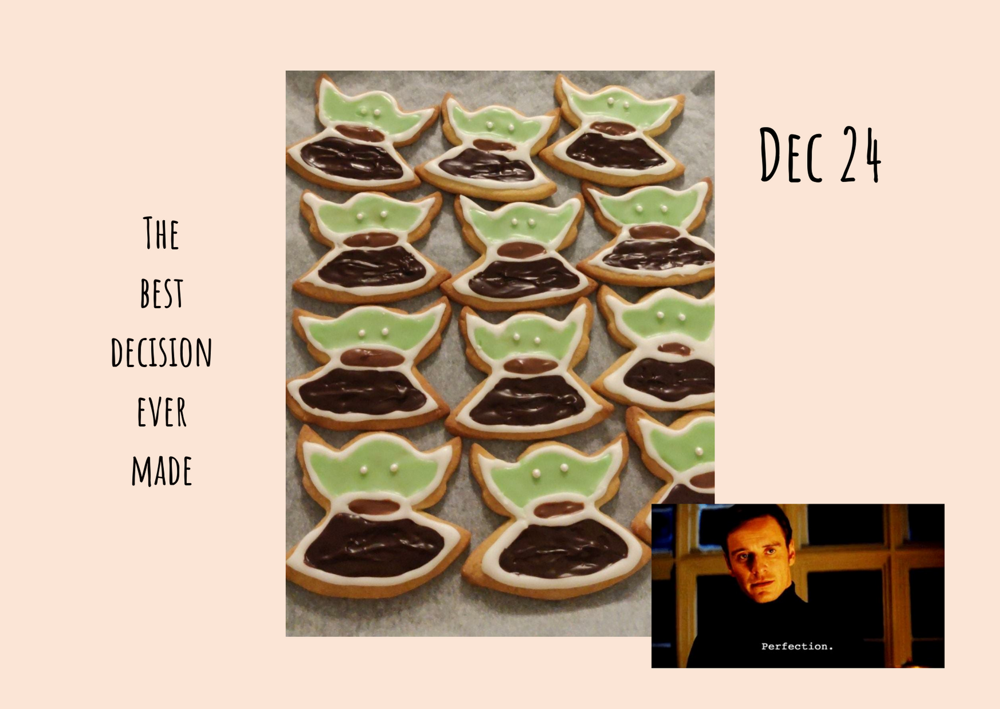 The
best
decision
ever
made
Dec 24
Perfection.